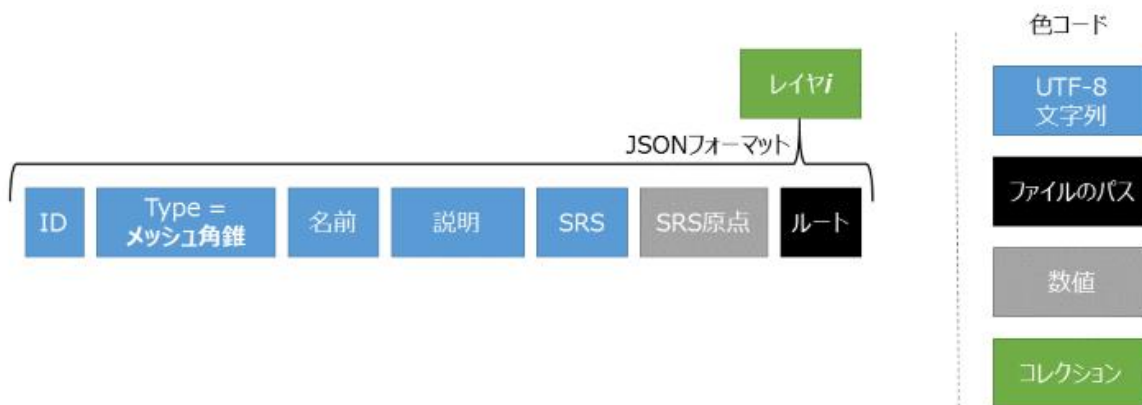 色コード
レイヤi
UTF-8
文字列
JSONフォーマット
ID
Type =
メッシュ角錐
名前
説明
SRS
SRS原点
ルート
ファイルのパス
数値
コレクション